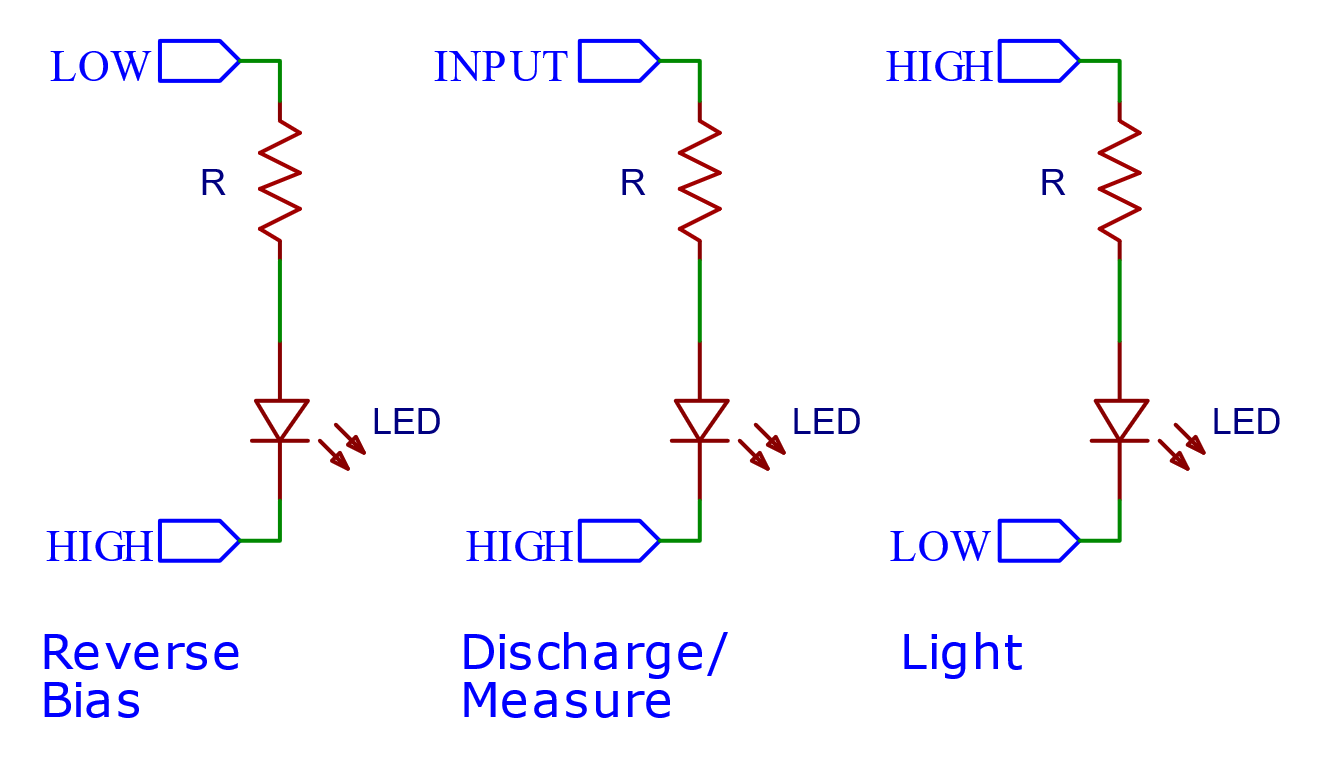 LOW
R
LED
HIGH
Reverse
Bias
INPUT
R
LED
HIGH
Discharge/
Measure
HIGH
R
LED
LOW
Light